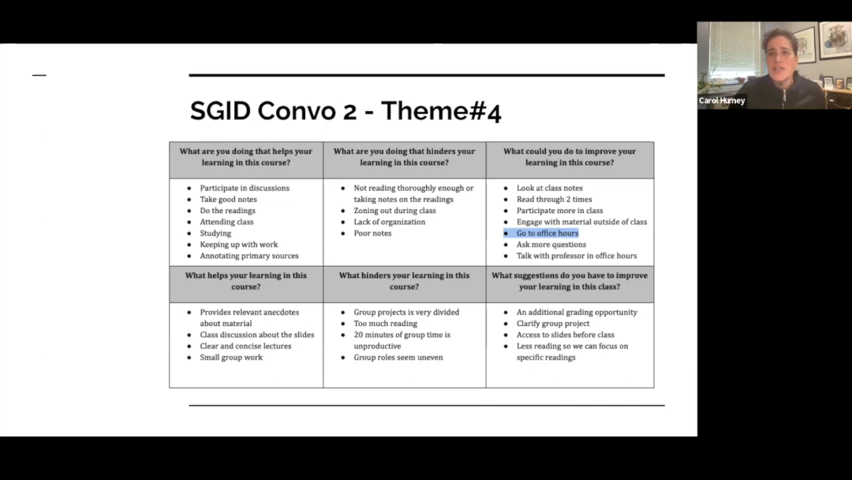 SGID Convo 2 - Theme#4
What are you doing that helps your
learning in this course?
What are you doing that hinders your
learning in this course?
What could you do to improve your
learning in this course?
Participate in discussions
Take good notes
Do the readings
Attending class
Studying
Keeping up with work
Annotating primary sources
Not reading thoroughly enough or
taking notes on the readings
Zoning out during class
Lack of organization
Poor notes
Look at class notes
Read through 2 times
Participate more in class
Engage with material outside of class
Go to office hours
Ask more questions
Talk with professor in office hours
What helps your learning in this
course?
What hinders your learning in this
course?
What suggestions do you have to improve
your learning in this class?
Provides relevant anecdotes
about material
Class discussion about the slides
Clear and concise lectures
Small group work
Group projects is very divided
Too much reading
20 minutes of group time is
unproductive
Group roles seem uneven
An additional grading opportunity
Clarify group project
Access to slides before class
Less reading so we can focus on
specific readings
Carol Hurney